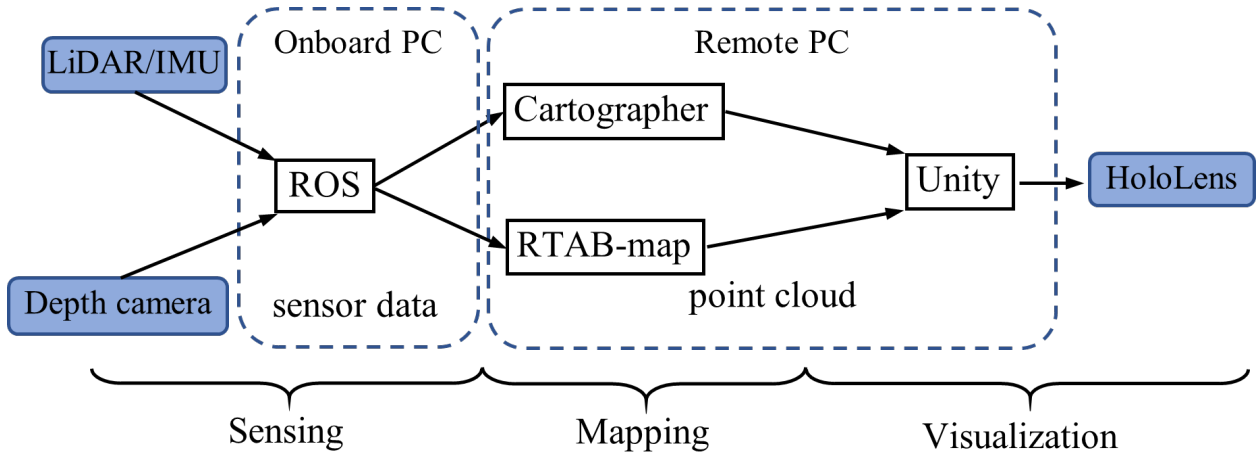 Onboard PC
Remote PC
LiDAR/IMU
Cartographer
ROS
Unity
HoloLens
RTAB-map
Depth camera
sensor data
point cloud
Sensing
Mapping
Visualization